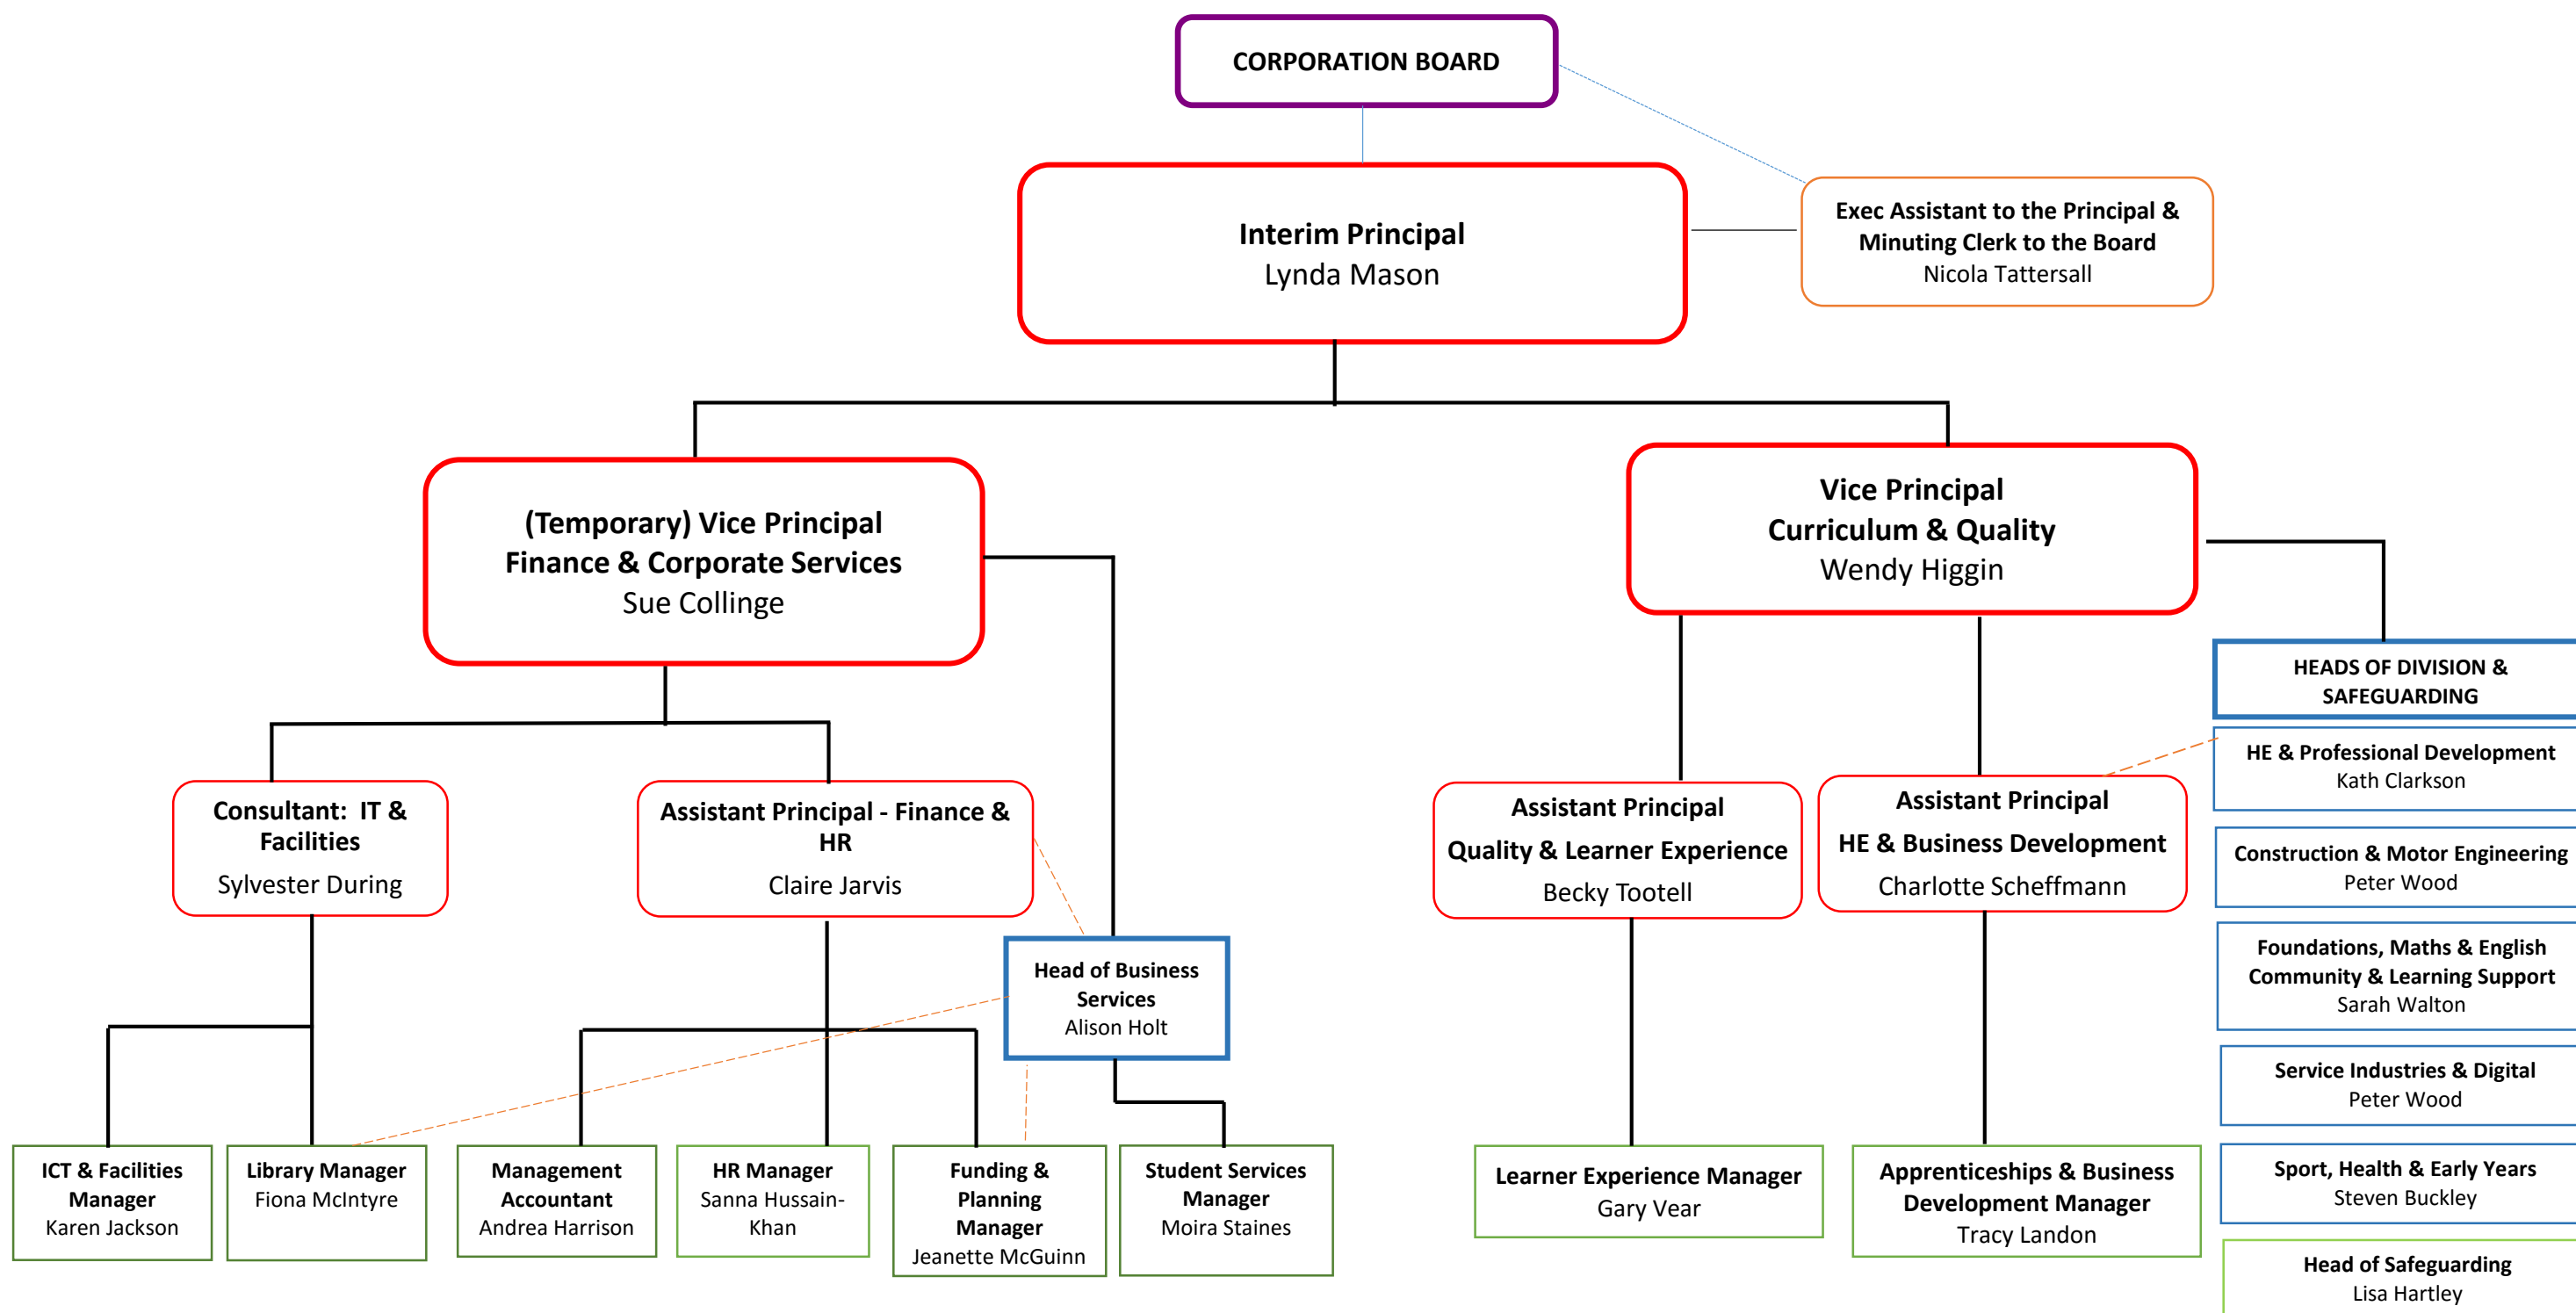 CORPORATION BOARD
Interim Principal
Lynda Mason
Exec Assistant to the Principal &
Minuting Clerk to the Board
Nicola Tattersall
(Temporary) Vice Principal
Finance & Corporate Services
Sue Collinge
Vice Principal
Curriculum & Quality
Wendy Higgin
HEADS OF DIVISION &
SAFEGUARDING
HE & Professional Development
Kath Clarkson
Construction & Motor Engineering
Peter Wood
Foundations, Maths & English
Community & Learning Support
Sarah Walton
Service Industries & Digital
Peter Wood
Sport, Health & Early Years
Steven Buckley
Head of Safeguarding
Lisa Hartley
Consultant: IT &
Facilities
Sylvester During
Assistant Principal - Finance &
HR
Claire Jarvis
Assistant Principal
Quality & Learner Experience
Becky Tootell
Assistant Principal
HE & Business Development
Charlotte Scheffmann
Head of Business
Services
Alison Holt
ICT & Facilities
Manager
Karen Jackson
Library Manager
Fiona McIntyre
Management
Accountant
Andrea Harrison
HR Manager
Sanna Hussain-
Khan
Funding &
Planning
Manager
Jeanette McGuinn
Student Services
Manager
Moira Staines
Learner Experience Manager
Gary Vear
Apprenticeships & Business
Development Manager
Tracy Landon